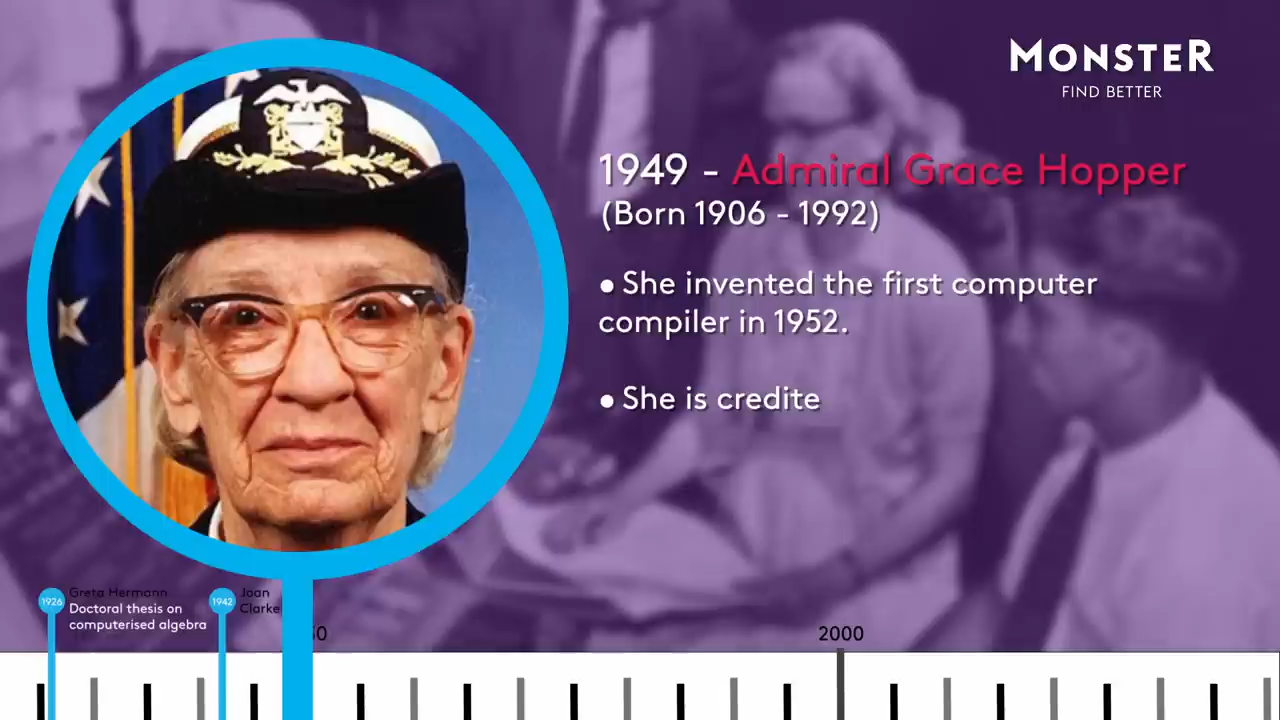 MONSTER
FIND BETTER
1949 - Admiral Grace Hopper
(Born 1906 - 1992)
• She invented the first computer
compiler in 1952.
• She is credite
1926
Greta Hermann
Doctoral thesis on
computerised algebra
1942
Joan
Clarke
50
2000